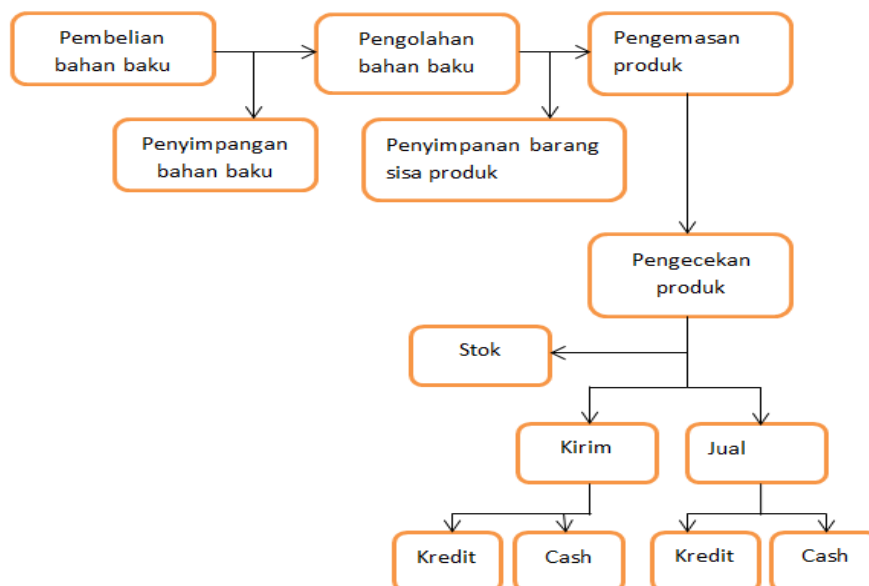 Pembelian
bahan baku
Pengolahan
bahan baku
Pengemasan
produk
Penyimpangan
bahan baku
Penyimpanan barang
sisa produk
Pengecekan
produk
Stok
Kirim
Jual
Kredit
Cash
Kredit
Cash